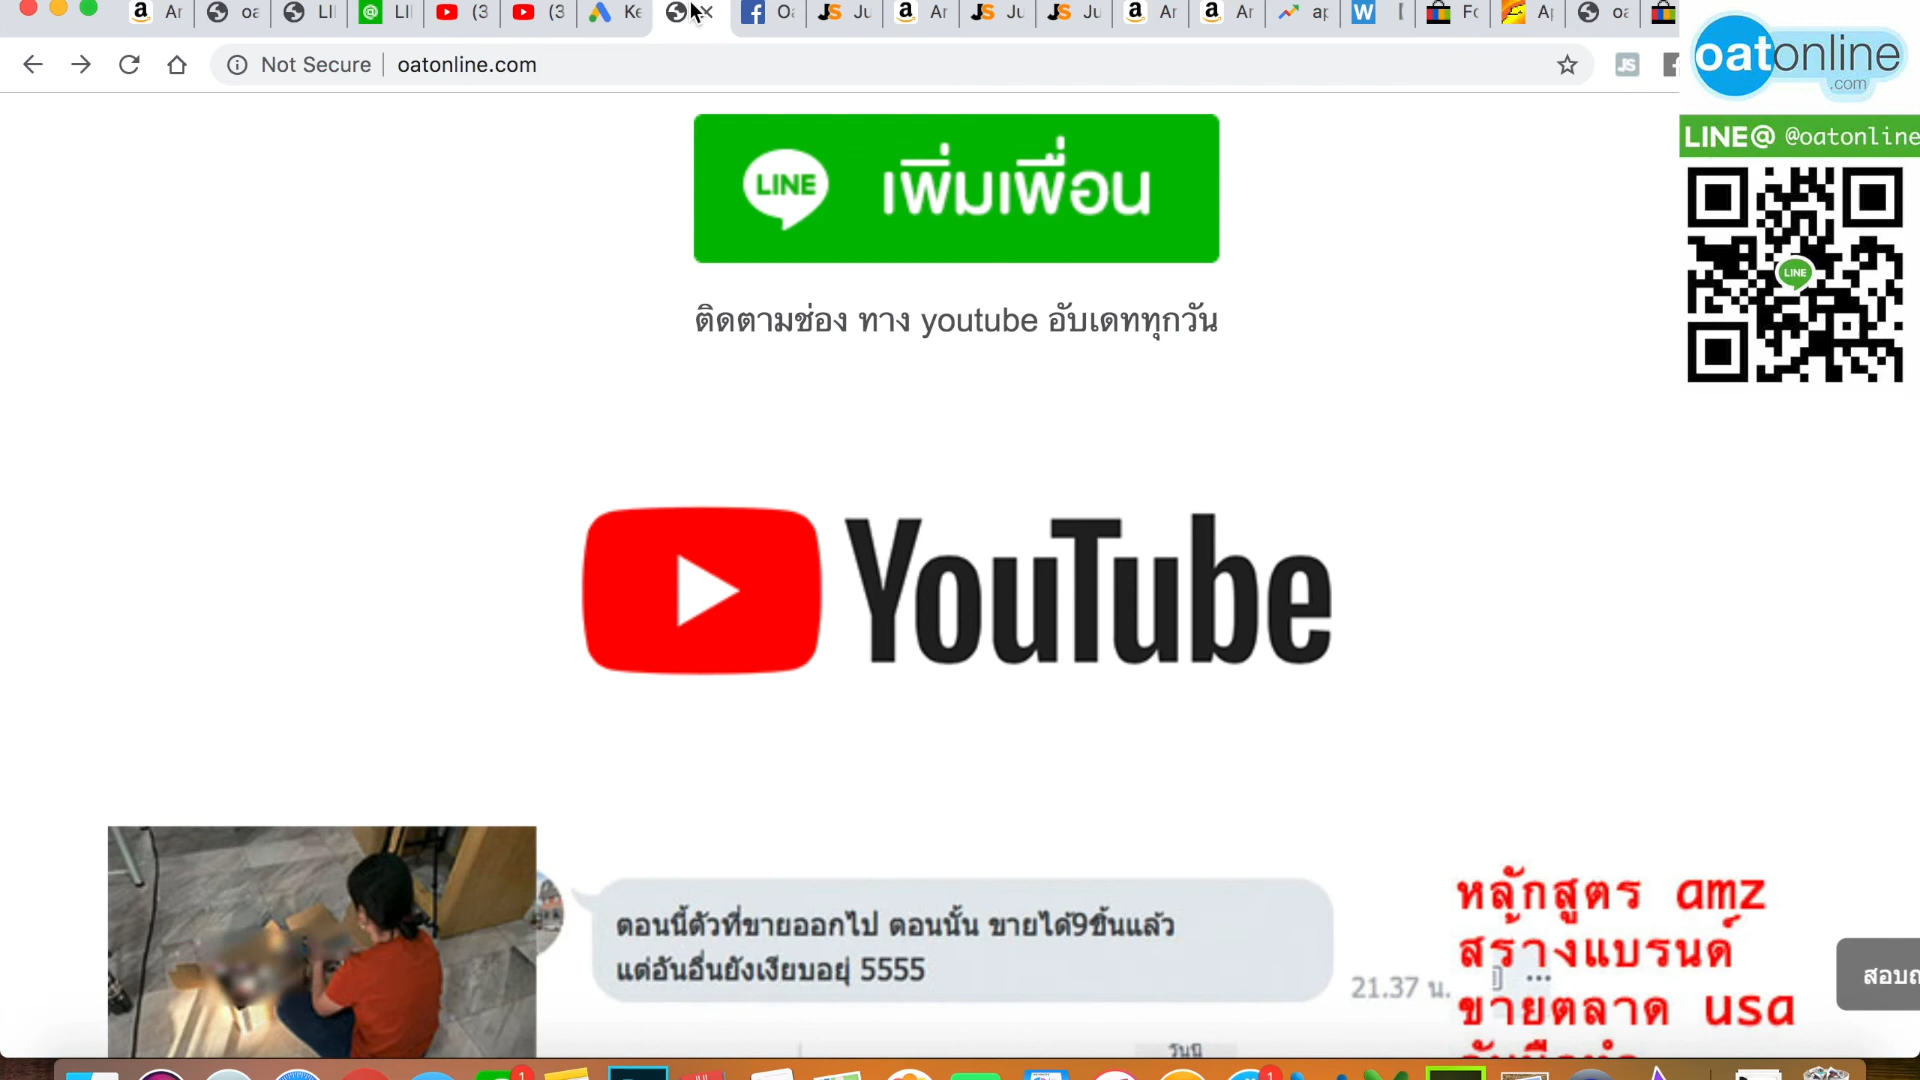 Not Secure
oatonline.com
oatonline
.com
LINE@ @oatonline
LINE
เพิ่มเพื่อน
LINE
ติดตามช่อง ทาง youtube อับเดททุกวัน
YouTube
ตอนนี้ตัวที่ขายออกไป ตอนนั้น ขายได้9ชิ้นแล้ว
แต่อันอื่นยังเงียบอยุ่ 5555
21.37 น.
หลักสูตร amz
สร้างแบรนด์
ขายตลาด usa